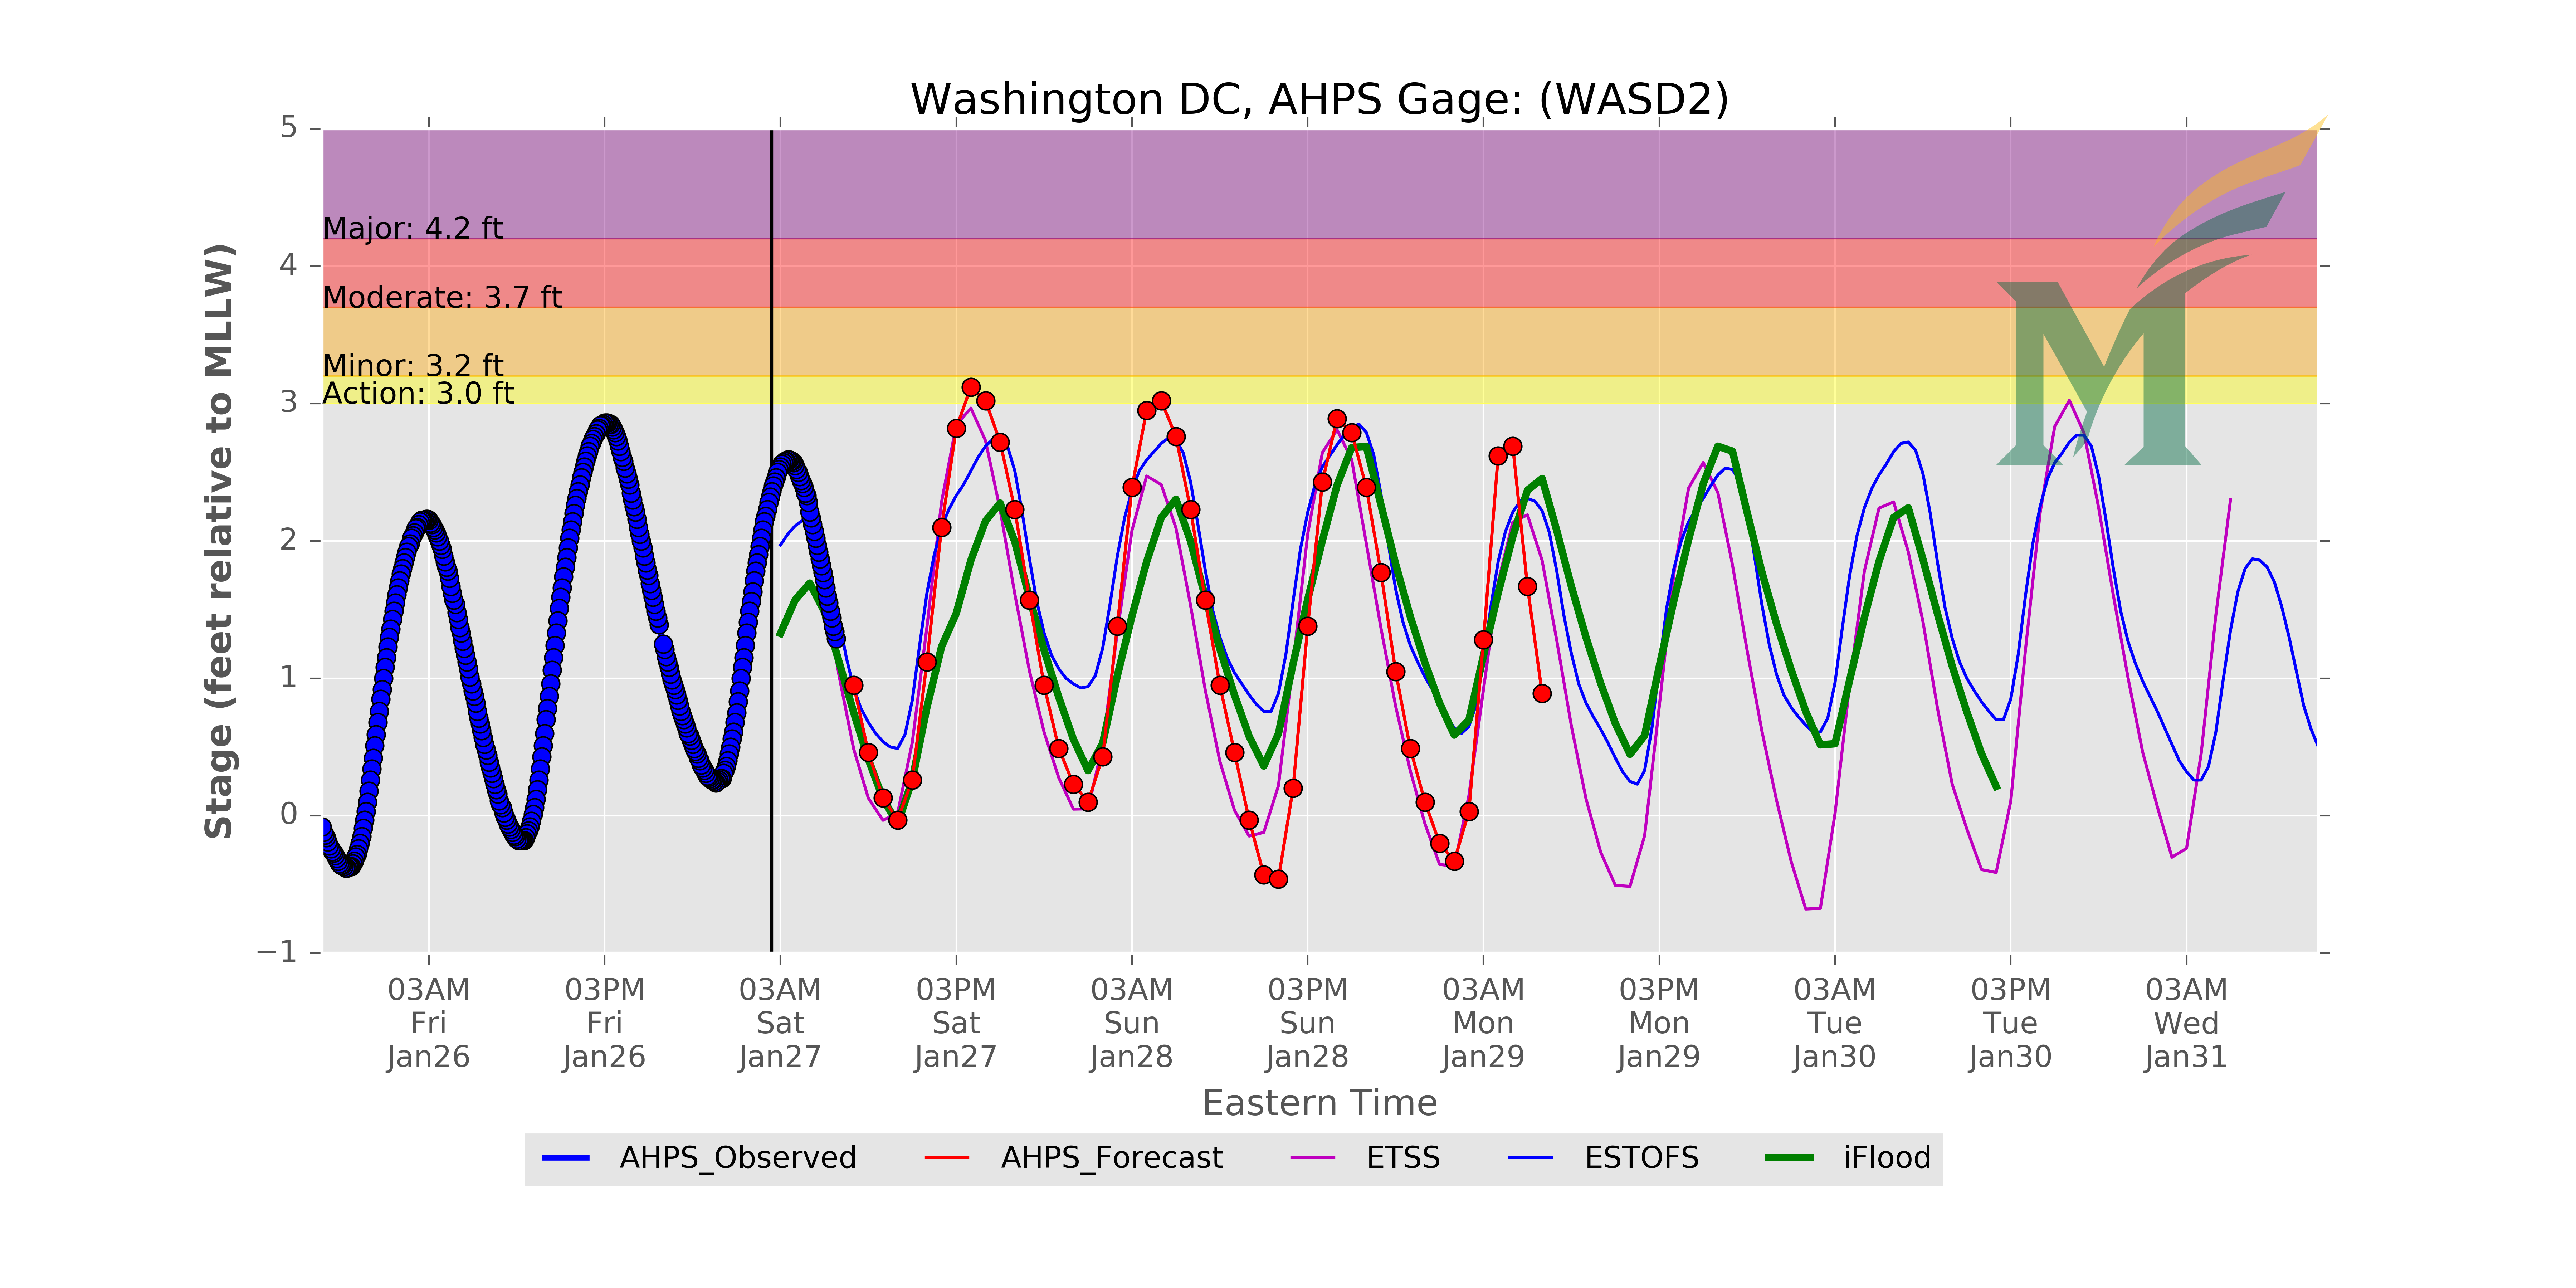 Washington DC, AHPS Gage: (WASD2)
Stage (feet relative to MLLW)
5
4
3
2
1
0
−1
Major: 4.2 ft
Moderate: 3.7 ft
Minor: 3.2 ft
Action: 3.0 ft
03AM 03PM 03AM 03PM 03AM 03PM 03AM 03PM 03AM 03PM 03AM
Fri Fri Sat Sat Sun Sun Mon Mon Tue Tue Wed
Jan26 Jan26 Jan27 Jan27 Jan28 Jan28 Jan29 Jan29 Jan30 Jan30 Jan31
Eastern Time
AHPS_Observed AHPS_Forecast ETSS ESTOFS iFlood
M